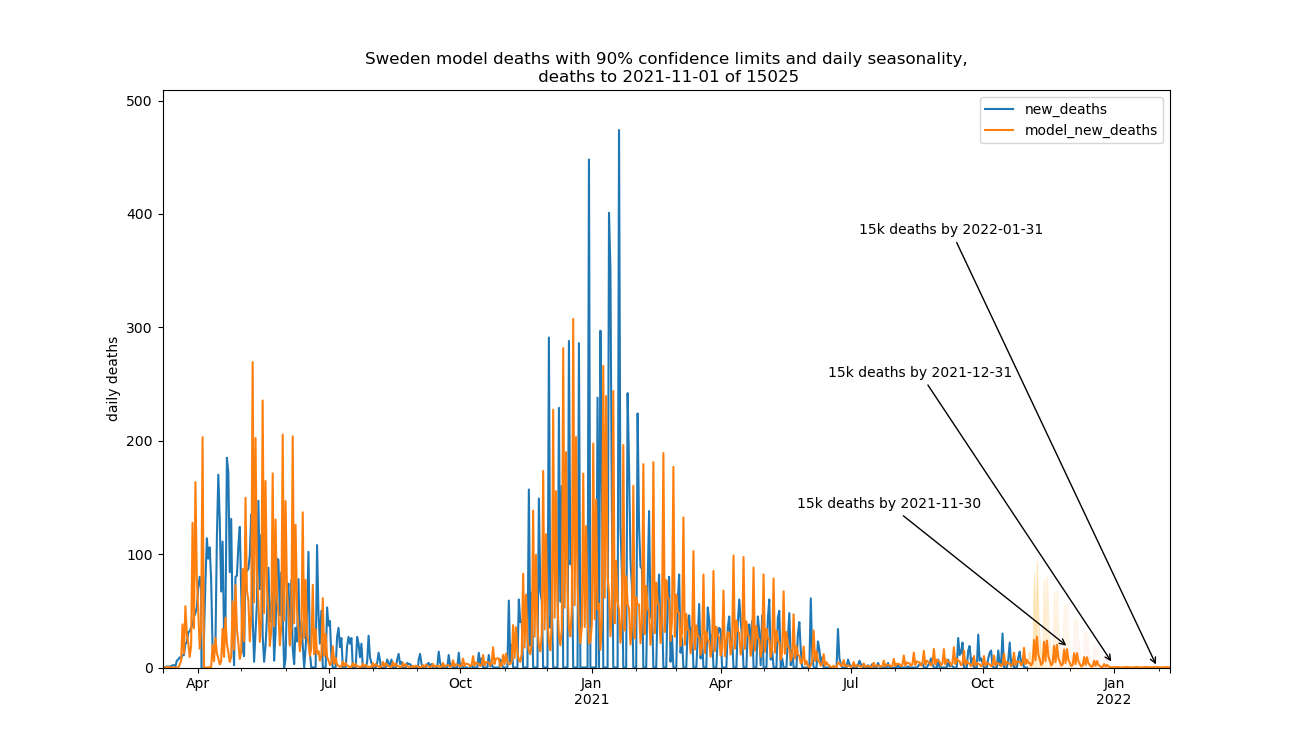 Sweden model deaths with 90% confidence limits and daily seasonality,
deaths to 2021-11-01 of 15025
new_deaths
model_new_deaths
daily deaths
500
400
300
200
100
0
15k deaths by 2022-01-31
15k deaths by 2021-12-31
15k deaths by 2021-11-30
Apr Jul Oct Jan Apr Jul Oct Jan
2021 2022